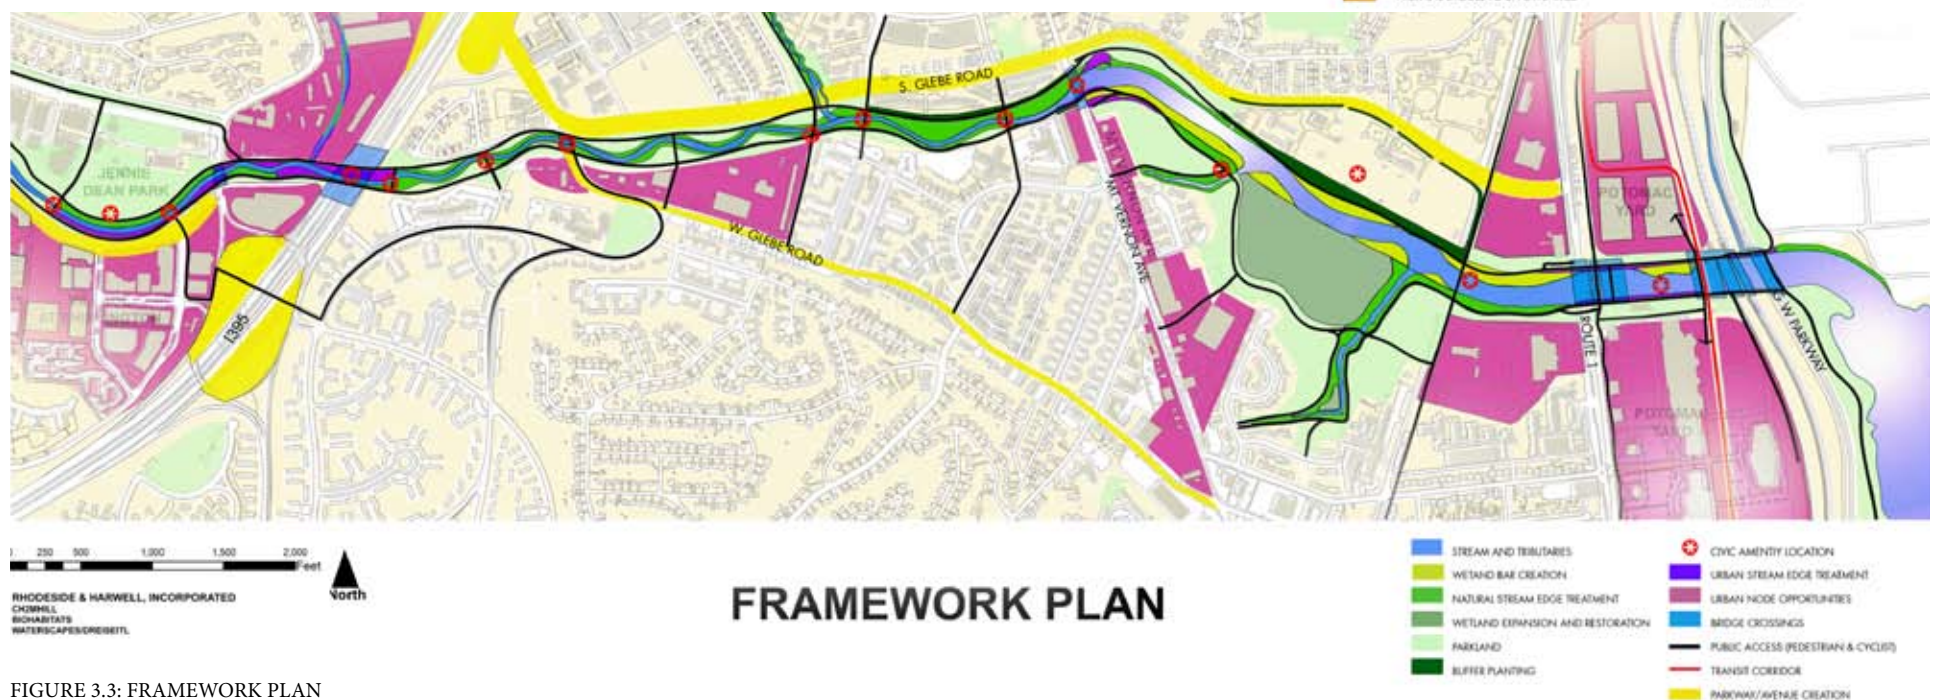 S. GLEBE ROAD
JENNIE
DEAN PARK
W. GLEBE ROAD
MT. VERNON AVE
POTOMAC
YARD
I395
ROUTE 1
G W PARKWAY
POTOMAC
YARD
250 500 1,000 1,500 2,000
Feet
North
RHODESIDE & HARWELL, INCORPORATED
CH2MHILL
BIOHABITATS
WATERSCAPES/DREISEITL
FRAMEWORK PLAN
STREAM AND TRIBUTARIES
WETAND BAR CREATION
NATURAL STREAM EDGE TREATMENT
WETLAND EXPANSION AND RESTORATION
PARKLAND
BUFFER PLANTING
CIVIC AMENTIY LOCATION
URBAN STREAM EDGE TREATMENT
URBAN NODE OPPORTUNITIES
BRIDGE CROSSINGS
PUBLIC ACCESS (PEDESTRIAN & CYCLIST)
TRANSIT CORRIDOR
PARKWAY/AVENUE CREATION
FIGURE 3.3: FRAMEWORK PLAN